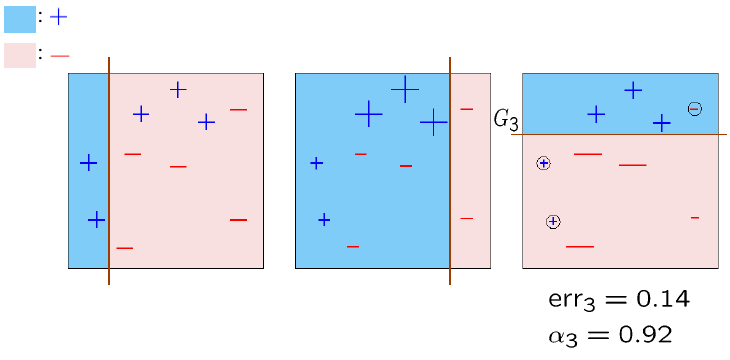 : +
: −
G₃
err₃ = 0.14
α₃ = 0.92